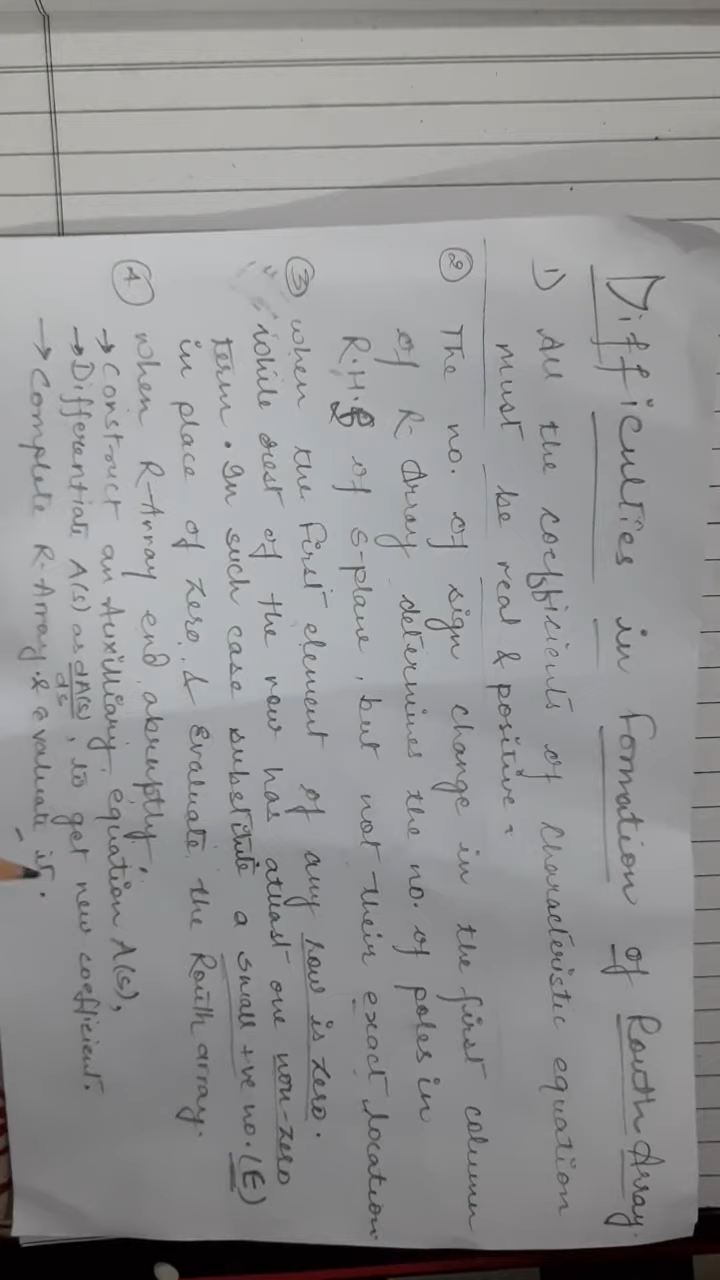 Difficulties in Formation of Routh Array.
1) All the coefficients of characteristic equation
must be real & positive.
② The no. of sign change in the first column
of R-Array determines the no. of poles in
R.H.S of s-plane, but not their exact location
③ when the first element of any row is zero.
while rest of the row has atleast one non-zero
term. In such case substitute a small +ve no. (E)
in place of zero. & Evaluate the Routh array.
④ when R-Array end abruptly,
→ Construct an Auxilliary equation A(s),
→ Differentiate A(s) as dA(s)/ds, to get new coefficient.
→ Complete R-Array & evaluate it.